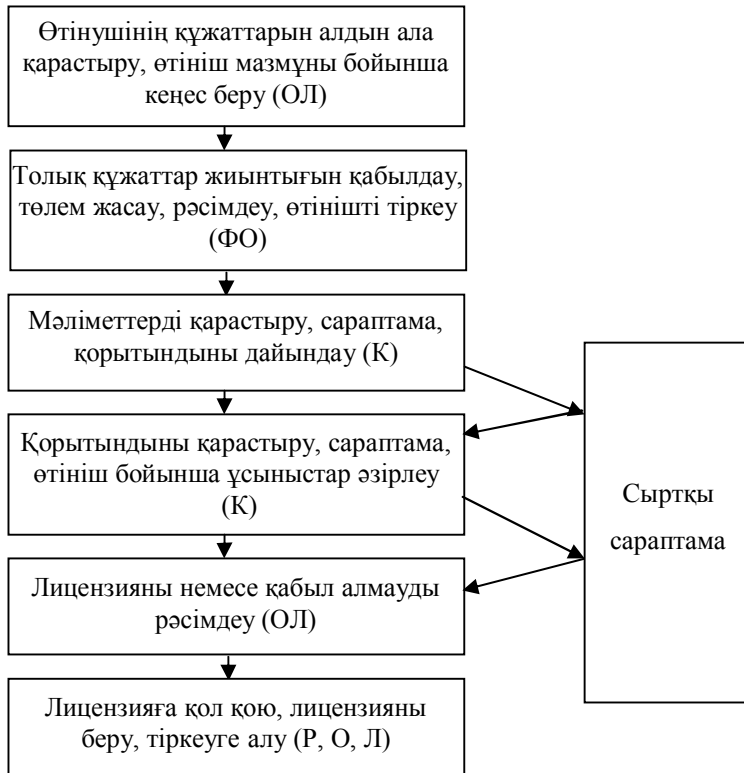 Өтінушінің құжаттарын алдын ала
қарастыру, өтініш мазмұны бойынша
кеңес беру (ОЛ)
Толық құжаттар жиынтығын қабылдау,
төлем жасау, рәсімдеу, өтінішті тіркеу
(ФО)
Мәліметтерді қарастыру, сараптама,
қорытындыны дайындау (К)
Қорытындыны қарастыру, сараптама,
өтініш бойынша ұсыныстар әзірлеу
(К)
Лицензияны немесе қабыл алмауды
рәсімдеу (ОЛ)
Лицензияға қол қою, лицензияны
беру, тіркеуге алу (Р, О, Л)
Сыртқы
сараптама